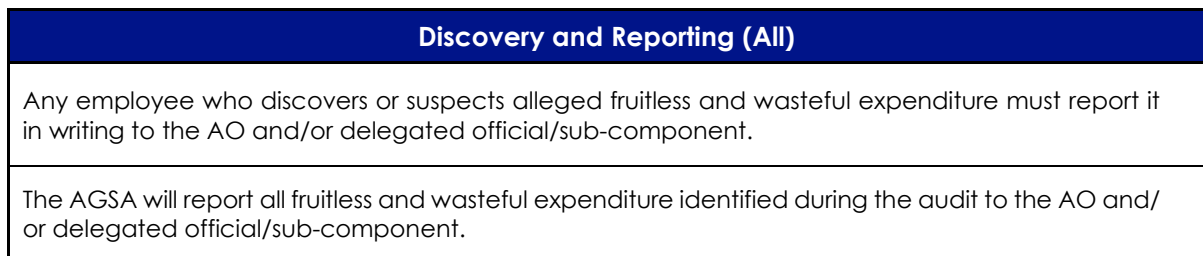 Discovery and Reporting (All)
Any employee who discovers or suspects alleged fruitless and wasteful expenditure must report it
in writing to the AO and/or delegated official/sub-component.
The AGSA will report all fruitless and wasteful expenditure identified during the audit to the AO and/
or delegated official/sub-component.